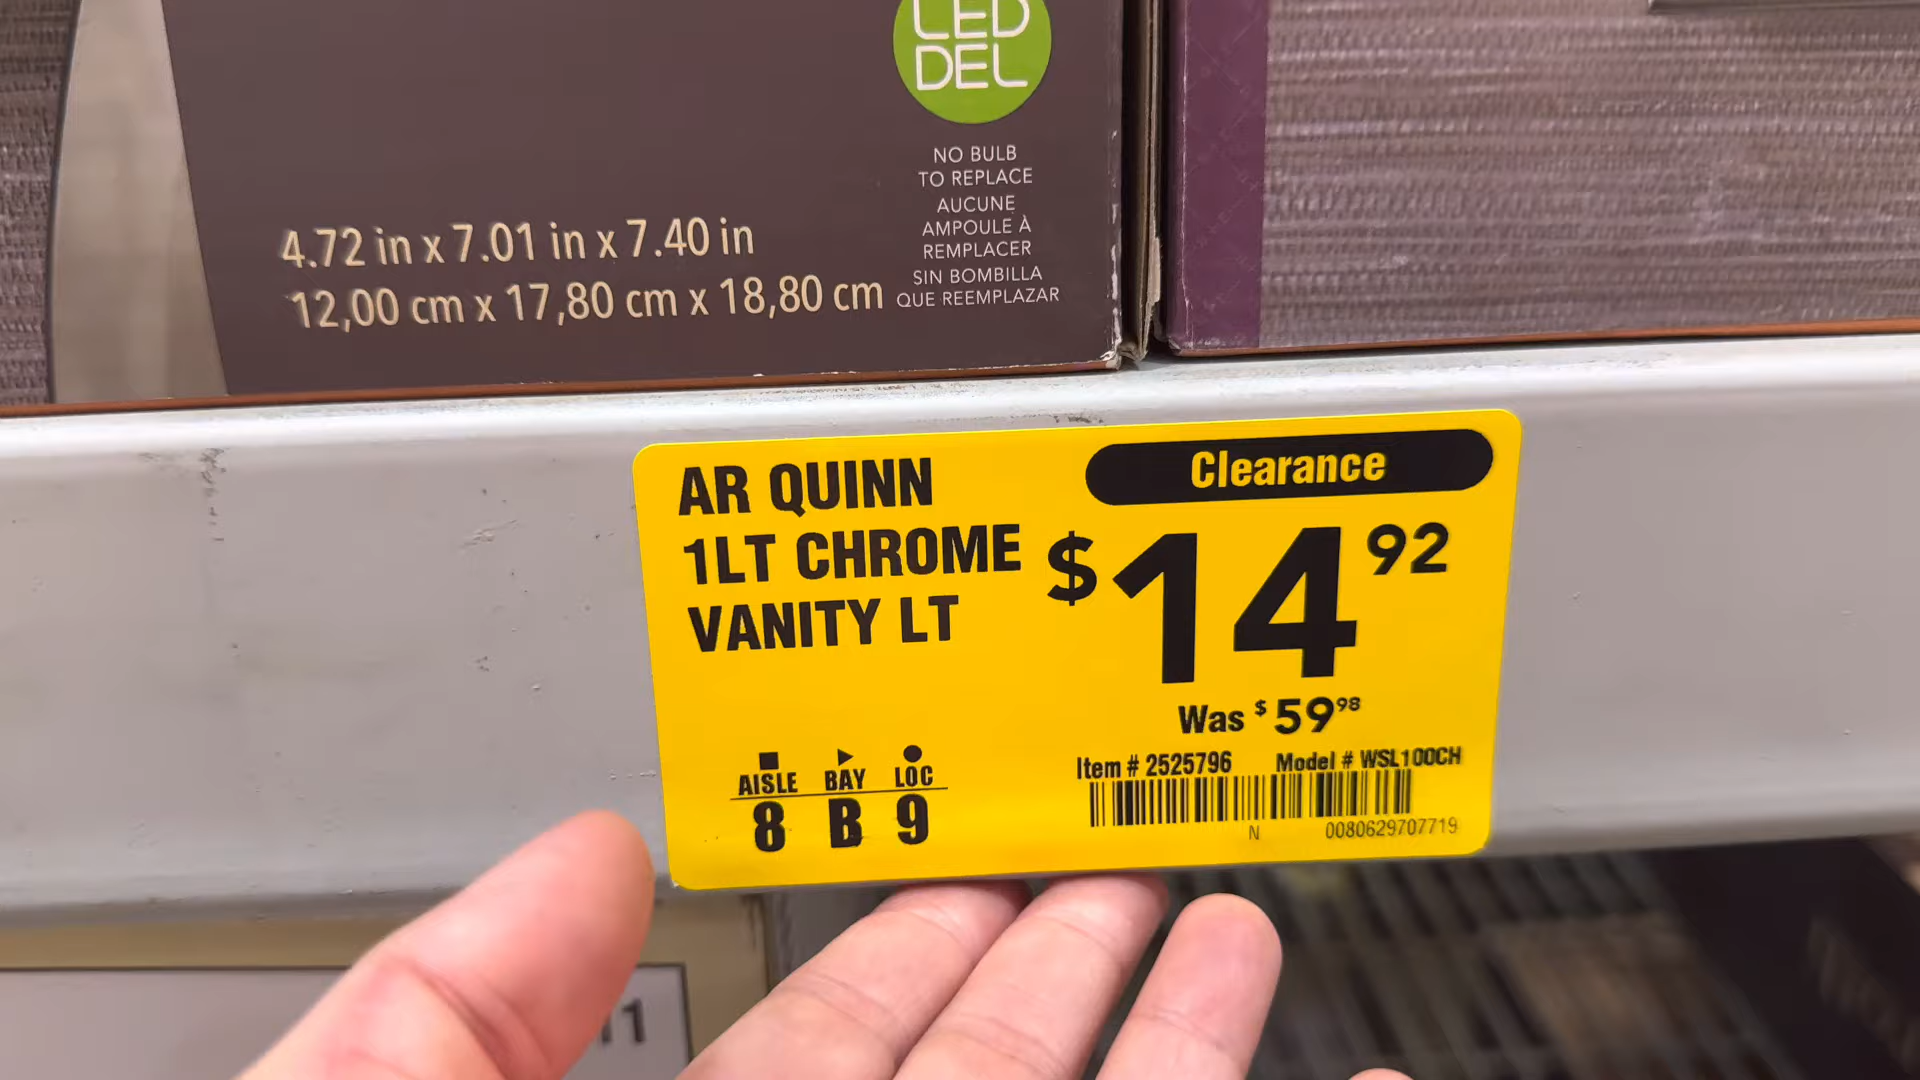 LED
DEL
NO BULB
TO REPLACE
AUCUNE
AMPOULE À
REMPLACER
SIN BOMBILLA
QUE REEMPLAZAR
4.72 in x 7.01 in x 7.40 in
12,00 cm x 17,80 cm x 18,80 cm
AR QUINN
1LT CHROME
VANITY LT
Clearance
$14 92
Was $59 98
Item # 2525796 Model # WSL100CH
N 0080629707719
AISLE BAY LOC
8 B 9